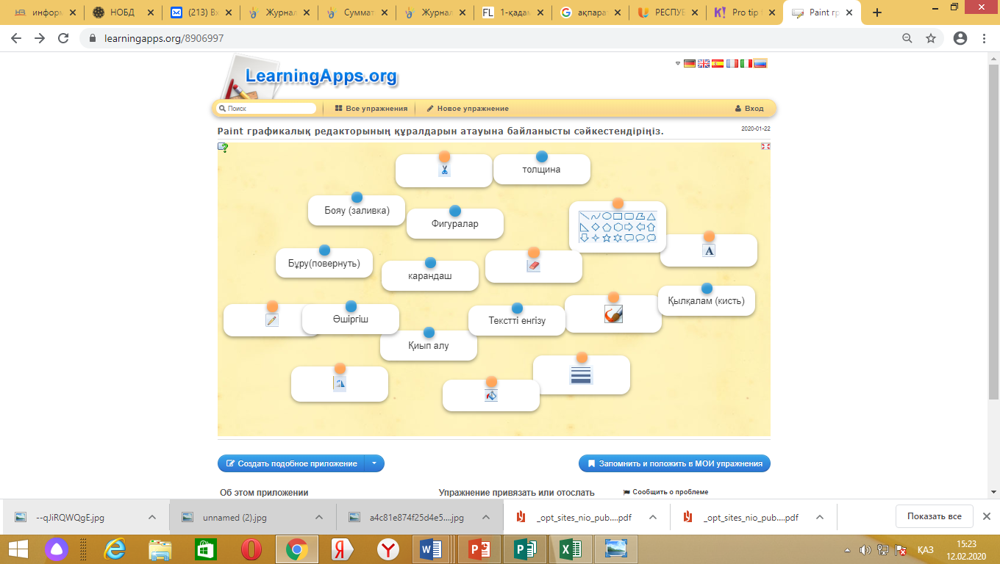 информ
НОБД
(213) Вх
Журнал
Суммат
Журнал
FL 1-қадам
ақпарат
РЕСПУБ
K! Pro tip t
Paint гр
learningapps.org/8906997
LearningApps.org
Поиск
Все упражнения
Новое упражнение
Вход
Paint графикалық редакторының құралдарын атауына байланысты сәйкестендіріңіз.
2020-01-22
толщина
Бояу (заливка)
Фигуралар
A
Бұру(повернуть)
карандаш
Қылқалам (кисть)
Өшіргіш
Текстті енгізу
Қиып алу
Создать подобное приложение
Запомнить и положить в МОИ упражнения
Об этом приложении
Упражнение привязать или отослать
Сообщить о проблеме
--qJiRQWQgE.jpg
unnamed (2).jpg
a4c81e874f25d4e5....jpg
_opt_sites_nio_pub....pdf
_opt_sites_nio_pub....pdf
Показать все
ҚАЗ
15:23
12.02.2020